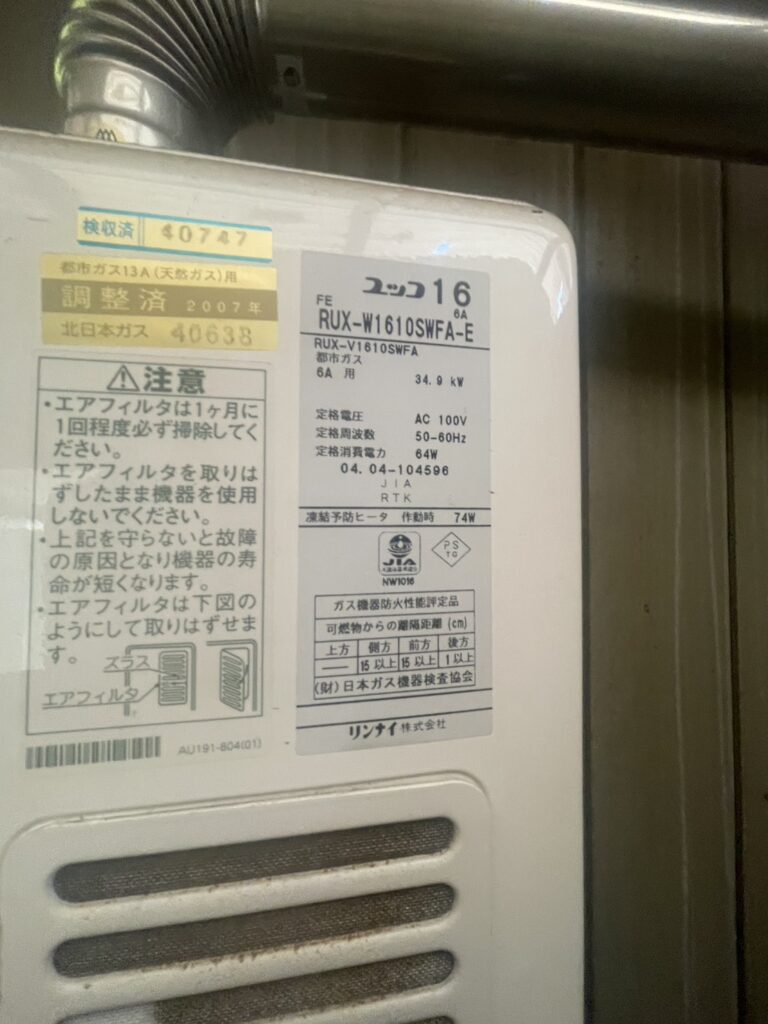 検収済 40747
都市ガス13A(天然ガス)用
調整済 2007年
北日本ガス 40638
⚠注意
・エアフィルタは1ヶ月に
1回程度必ず掃除してく
ださい。
・エアフィルタを取りは
ずしたまま機器を使用
しないでください。
・上記を守らないと故障
の原因となり機器の寿
命が短くなります。
・エアフィルタは下図の
ようにして取りはずせま
す。
ズラス
エアフィルタ
AU191-804(01)
ユッコ16
FE 6A
RUX-W1610SWFA-E
RUX-V1610SWFA
都市ガス
6A 用 34.9 kW
定格電圧 AC 100V
定格周波数 50-60Hz
定格消費電力 64W
04.04-104596
JIA
RTK
凍結予防ヒータ 作動時 74W
JIA
PS
TG
NW1016
ガス機器防火性能評定品
可燃物からの離隔距離(cm)
上方 側方 前方 後方
― 15以上 15以上 1以上
(財)日本ガス機器検査協会
リンナイ株式会社